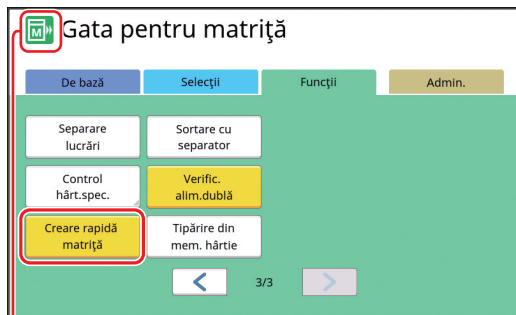 M
Gata pentru matriţă
De bază
Selecţii
Funcţii
Admin.
Separare
lucrări
Sortare cu
separator
Control
hârt.spec.
Verific.
alim.dublă
Creare rapidă
matriţă
Tipărire din
mem. hârtie
3/3